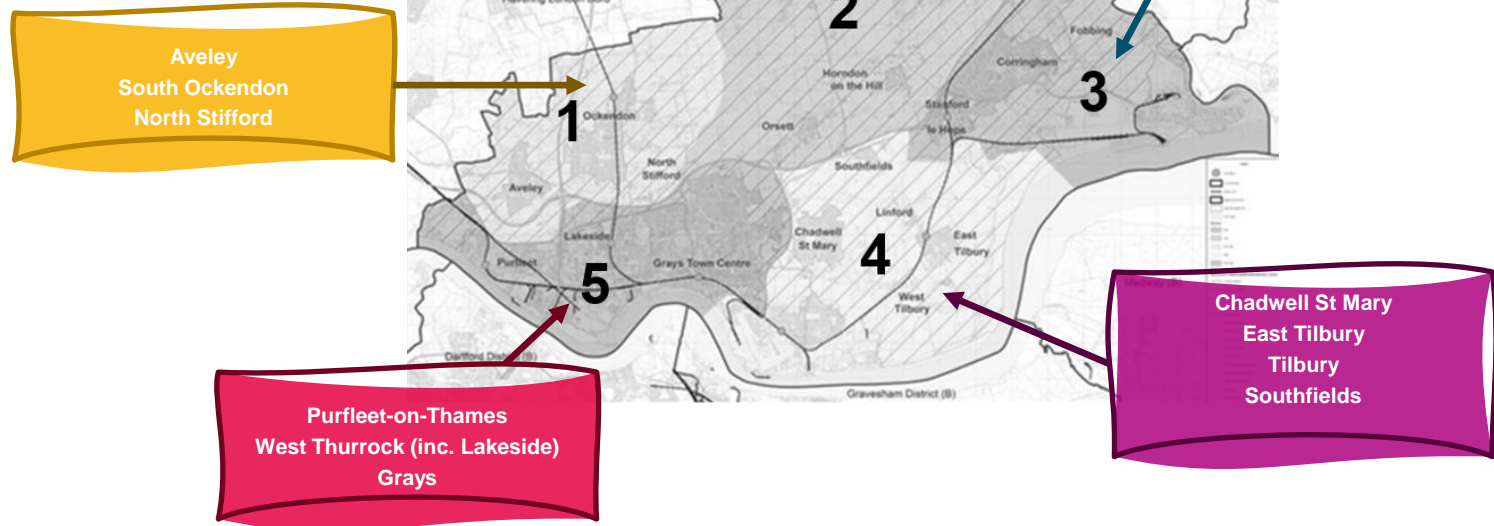 2
Fobbing
Aveley
South Ockendon
North Stifford
Corringham
Horndon
on the Hill
3
1
Ockendon
Stanford
le Hope
Orsett
North
Stifford
Southfields
Aveley
Linford
Chadwell
St Mary
East
Tilbury
Lakeside
4
Purfleet
Grays Town Centre
5
West
Tilbury
Chadwell St Mary
East Tilbury
Tilbury
Southfields
Dartford District (B)
Gravesham District (B)
Purfleet-on-Thames
West Thurrock (inc. Lakeside)
Grays